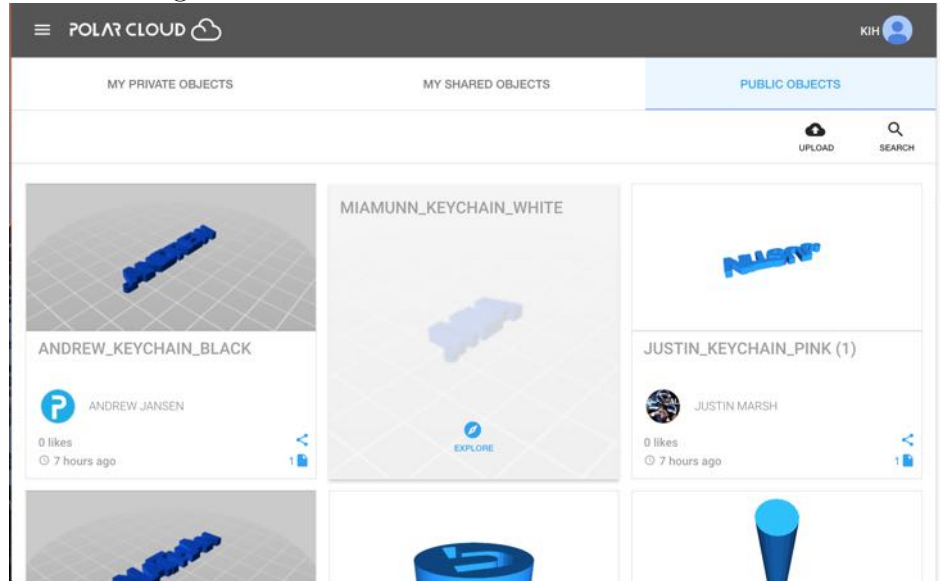 POLAR CLOUD
KIH
MY PRIVATE OBJECTS
MY SHARED OBJECTS
PUBLIC OBJECTS
UPLOAD
SEARCH
ANDREW_KEYCHAIN_BLACK
ANDREW JANSEN
0 likes
7 hours ago
1
MIAMUNN_KEYCHAIN_WHITE
EXPLORE
JUSTIN
JUSTIN_KEYCHAIN_PINK (1)
JUSTIN MARSH
0 likes
7 hours ago
1